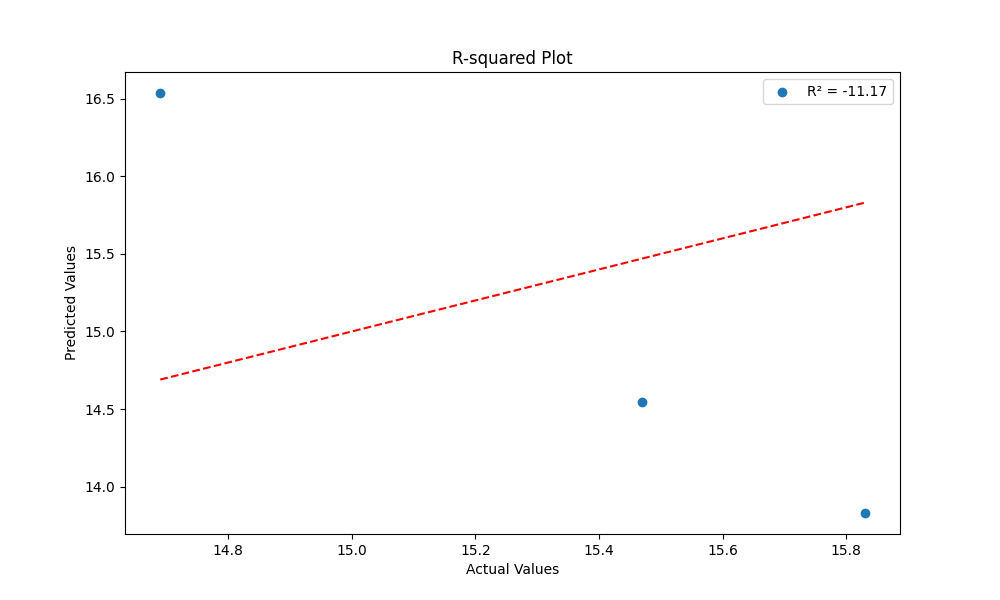 R-squared Plot
R² = -11.17
16.5
16.0
15.5
15.0
14.5
14.0
Predicted Values
14.8 15.0 15.2 15.4 15.6 15.8
Actual Values